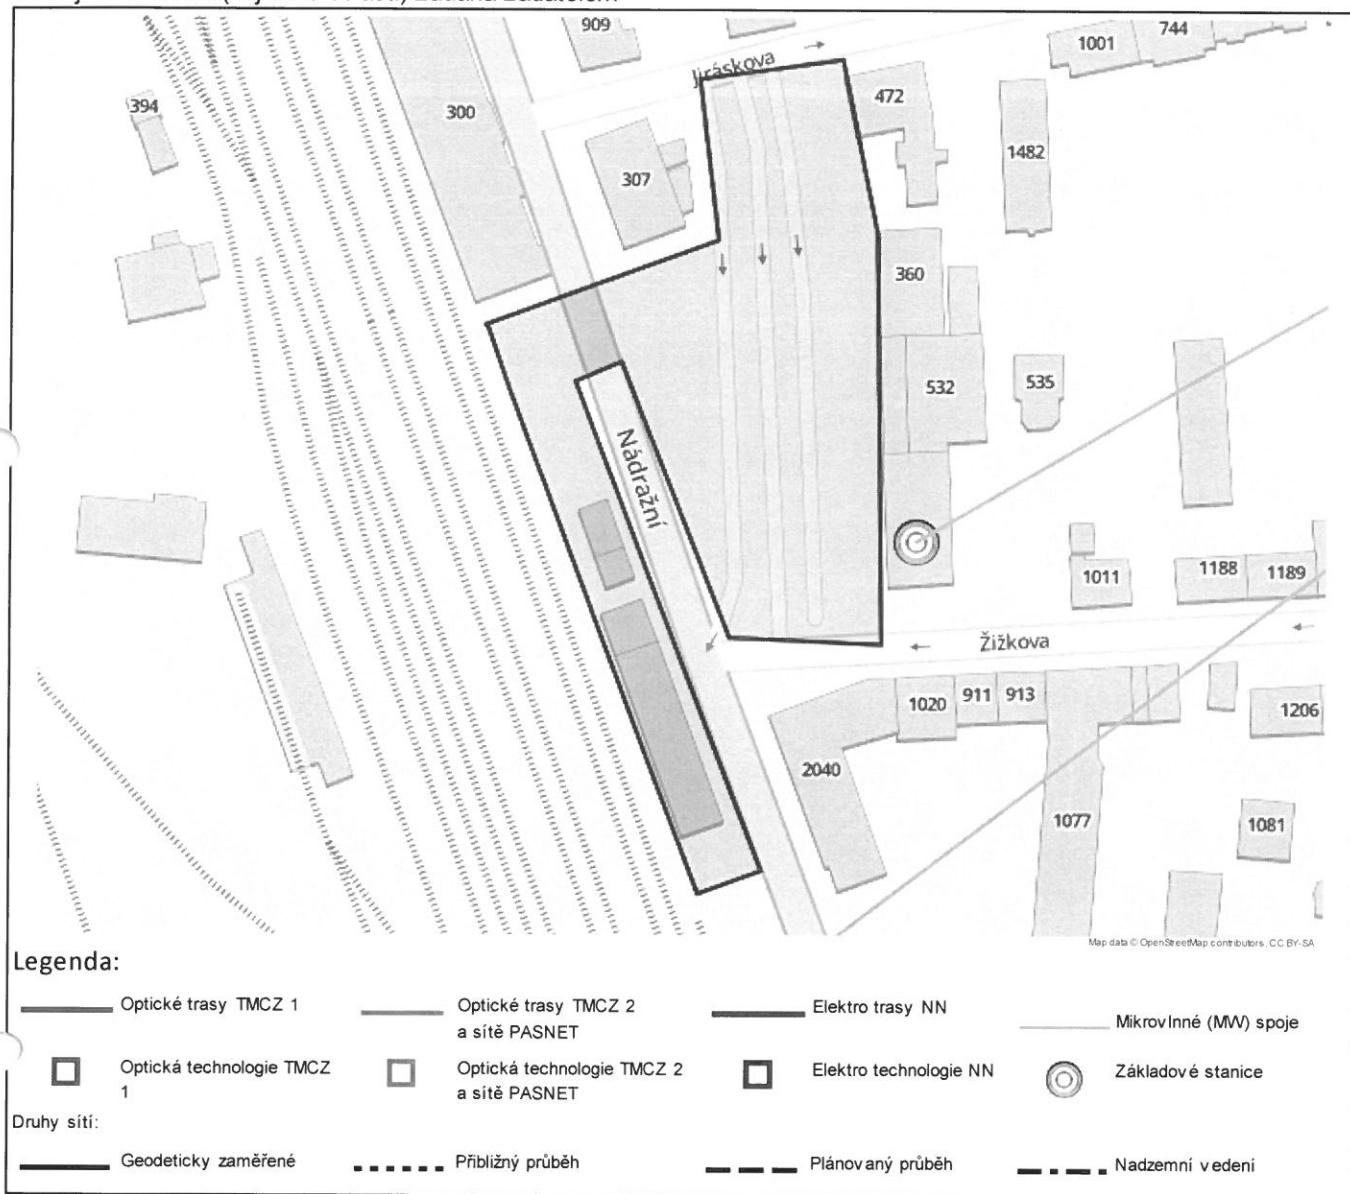 909
Jiráskova
1001
744
394
300
472
307
1482
360
532
535
Nádražní
1011
1188
1189
Žižkova
1020
911
913
1206
2040
1077
1081
Map data © OpenStreetMap contributors, CC BY-SA
Legenda:
Optické trasy TMCZ 1
Optické trasy TMCZ 2
a sítě PASNET
Elektro trasy NN
Mikrovlnné (MW) spoje
Optická technologie TMCZ
1
Optická technologie TMCZ 2
a sítě PASNET
Elektro technologie NN
Základové stanice
Druhy sítí:
Geodeticky zaměřené
Přibližný průběh
Plánovaný průběh
Nadzemní vedení